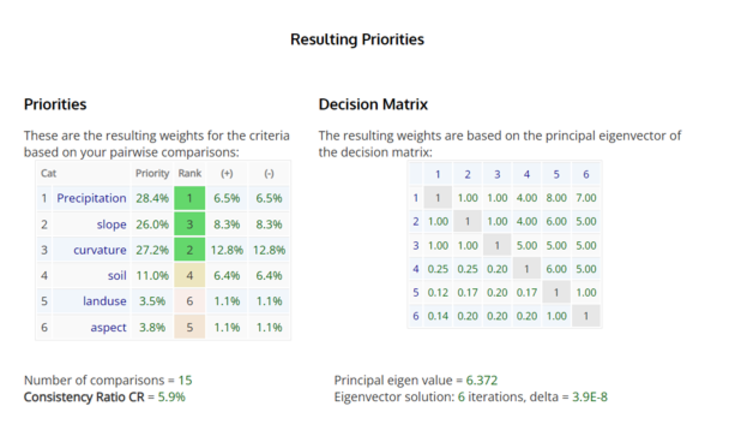 Resulting Priorities
Priorities
These are the resulting weights for the criteria
based on your pairwise comparisons:
Cat Priority Rank (+) (-)
1 Precipitation 28.4% 1 6.5% 6.5%
2 slope 26.0% 3 8.3% 8.3%
3 curvature 27.2% 2 12.8% 12.8%
4 soil 11.0% 4 6.4% 6.4%
5 landuse 3.5% 6 1.1% 1.1%
6 aspect 3.8% 5 1.1% 1.1%
Number of comparisons = 15
Consistency Ratio CR = 5.9%
Decision Matrix
The resulting weights are based on the principal eigenvector of
the decision matrix:
1 2 3 4 5 6
1 1 1.00 1.00 4.00 8.00 7.00
2 1.00 1 1.00 4.00 6.00 5.00
3 1.00 1.00 1 5.00 5.00 5.00
4 0.25 0.25 0.20 1 6.00 5.00
5 0.12 0.17 0.20 0.17 1 1.00
6 0.14 0.20 0.20 0.20 1.00 1
Principal eigen value = 6.372
Eigenvector solution: 6 iterations, delta = 3.9E-8